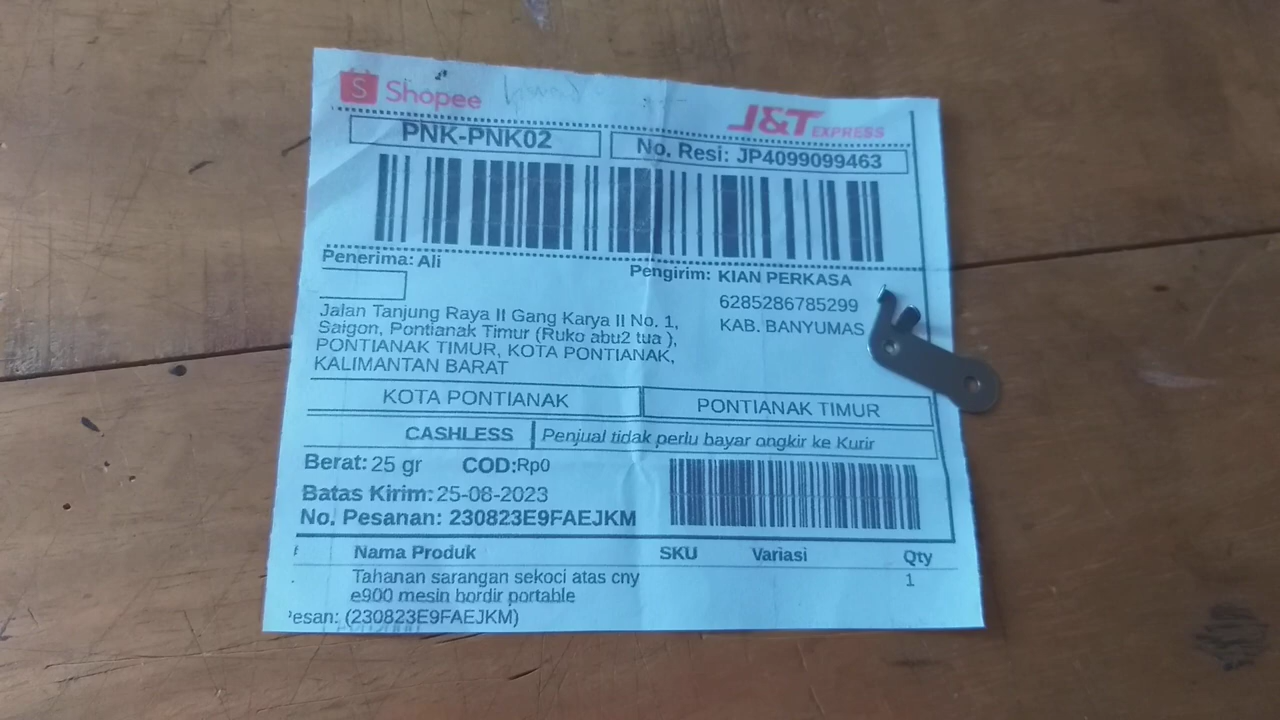 Shopee
J&T EXPRESS
PNK-PNK02
No. Resi: JP4099099463
Penerima: Ali
Pengirim: KIAN PERKASA
6285286785299
KAB. BANYUMAS
Jalan Tanjung Raya II Gang Karya II No. 1,
Saigon, Pontianak Timur (Ruko abu2 tua ),
PONTIANAK TIMUR, KOTA PONTIANAK,
KALIMANTAN BARAT
KOTA PONTIANAK
PONTIANAK TIMUR
CASHLESS
Penjual tidak perlu bayar ongkir ke Kurir
Berat: 25 gr
COD:Rp0
Batas Kirim: 25-08-2023
No. Pesanan: 230823E9FAEJKM
Nama Produk
SKU
Variasi
Qty
Tahanan sarangan sekoci atas cny
e900 mesin bordir portable
1
esan: (230823E9FAEJKM)